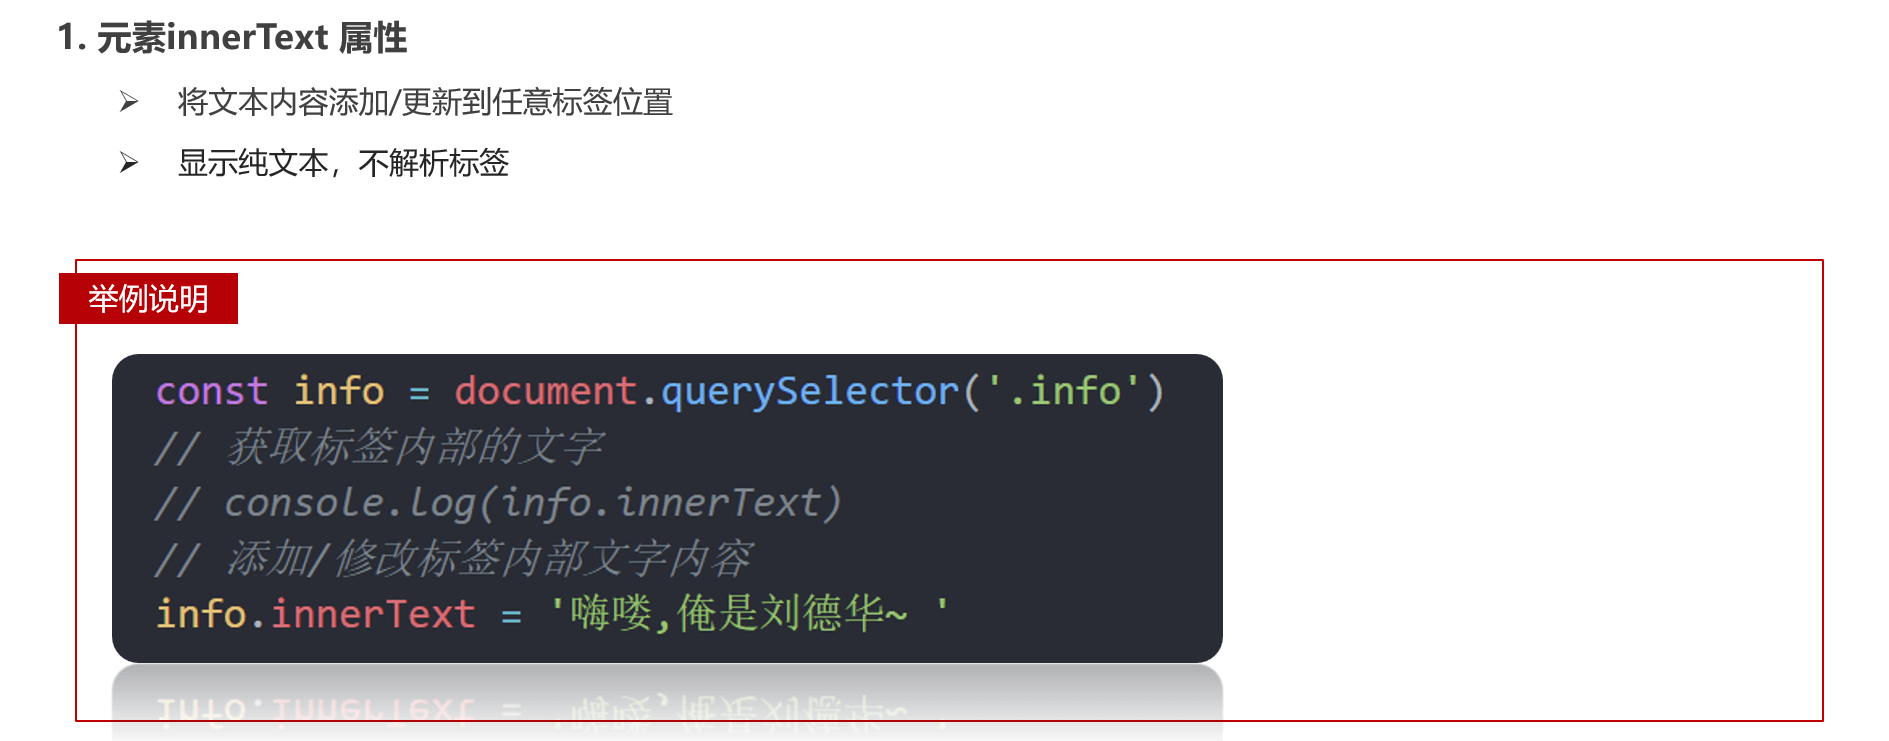 1. 元素innerText 属性
将文本内容添加/更新到任意标签位置
显示纯文本，不解析标签
举例说明
const info = document.querySelector('.info')
// 获取标签内部的文字
// console.log(info.innerText)
// 添加/修改标签内部文字内容
info.innerText = '嗨喽,俺是刘德华~ '